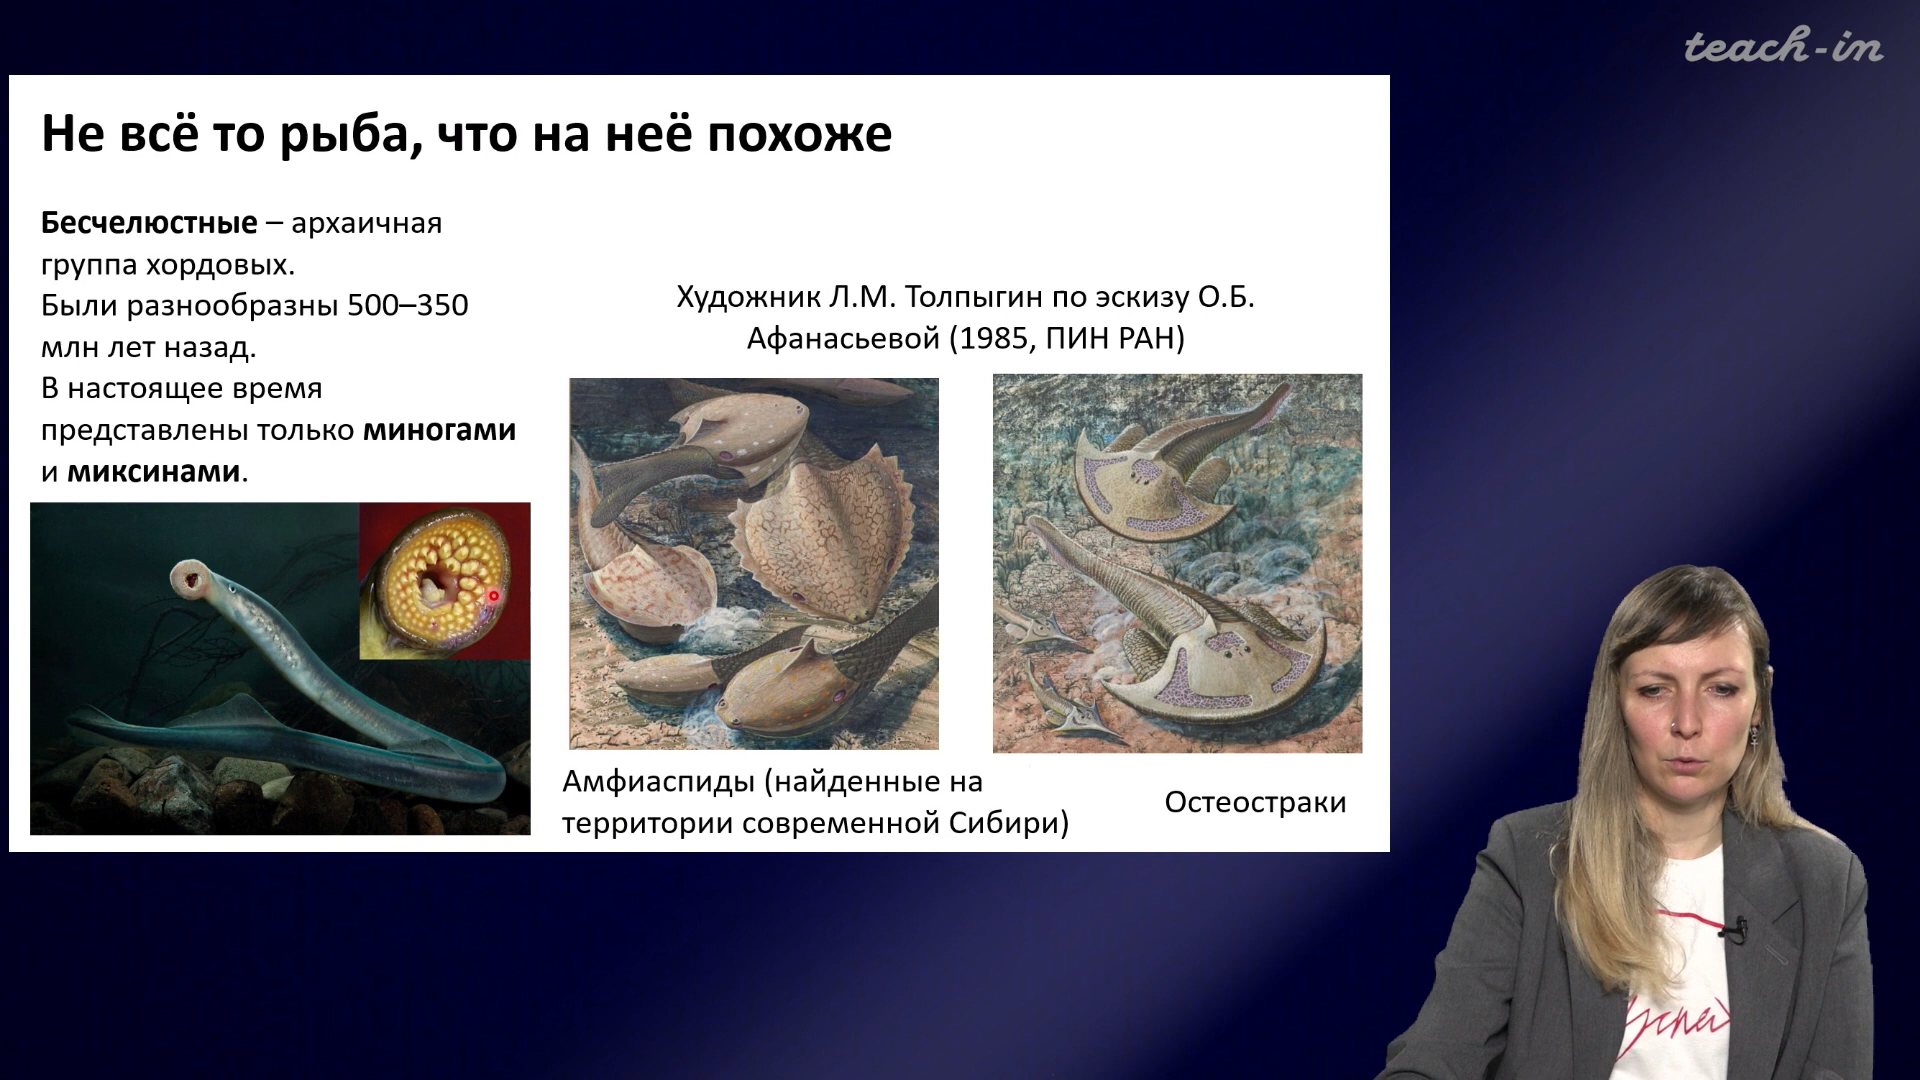 teach-in
Не всё то рыба, что на неё похоже
Бесчелюстные – архаичная
группа хордовых.
Были разнообразны 500–350
млн лет назад.
В настоящее время
представлены только миногами
и миксинами.
Художник Л.М. Толпыгин по эскизу О.Б.
Афанасьевой (1985, ПИН РАН)
Амфиаспиды (найденные на
территории современной Сибири)
Остеостраки